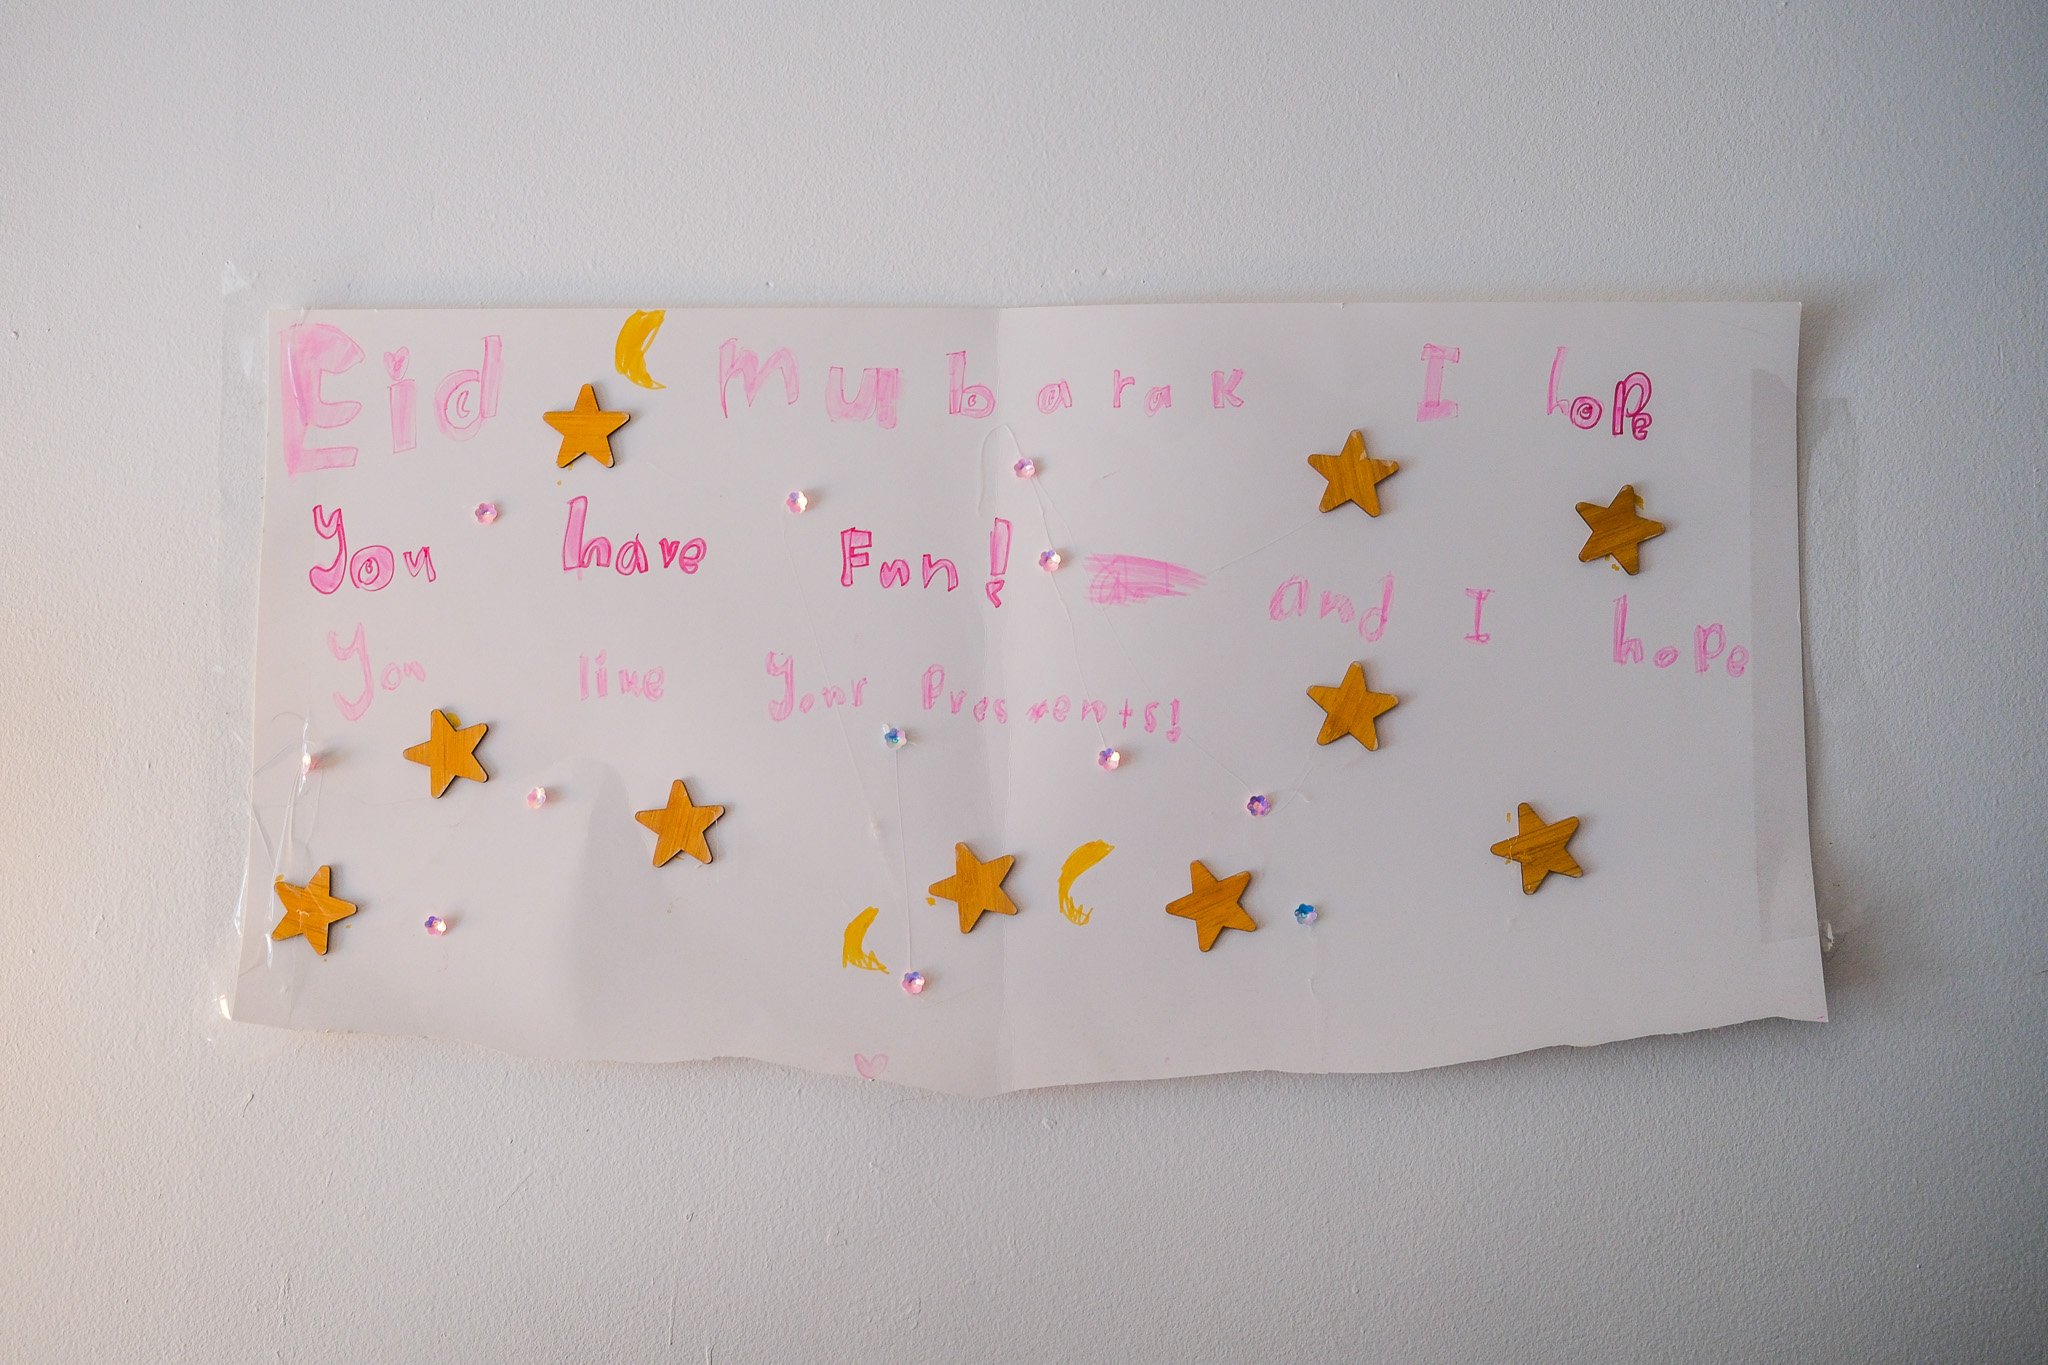 Eid Mubarak I hope
You have Fun! and I hope
You like your Presents!